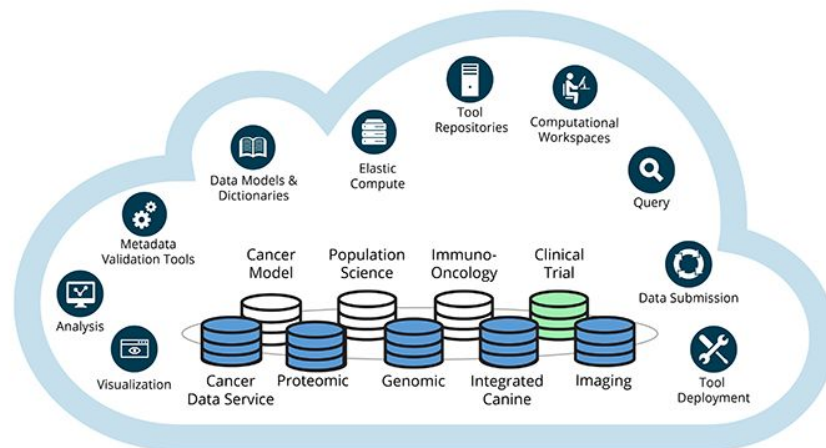 Tool
Repositories
Computational
Workspaces
Elastic
Compute
Data Models &
Dictionaries
Query
Metadata
Validation Tools
Cancer
Model
Population
Science
Immuno-
Oncology
Clinical
Trial
Data Submission
Analysis
Visualization
Cancer
Data Service
Proteomic
Genomic
Integrated
Canine
Imaging
Tool
Deployment